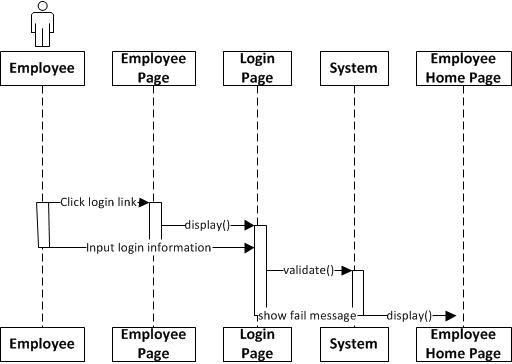 Employee
Employee
Page
Login
Page
System
Employee
Home Page
Click login link
display()
Input login information
validate()
show fail message
display()
Employee
Employee
Page
Login
Page
System
Employee
Home Page